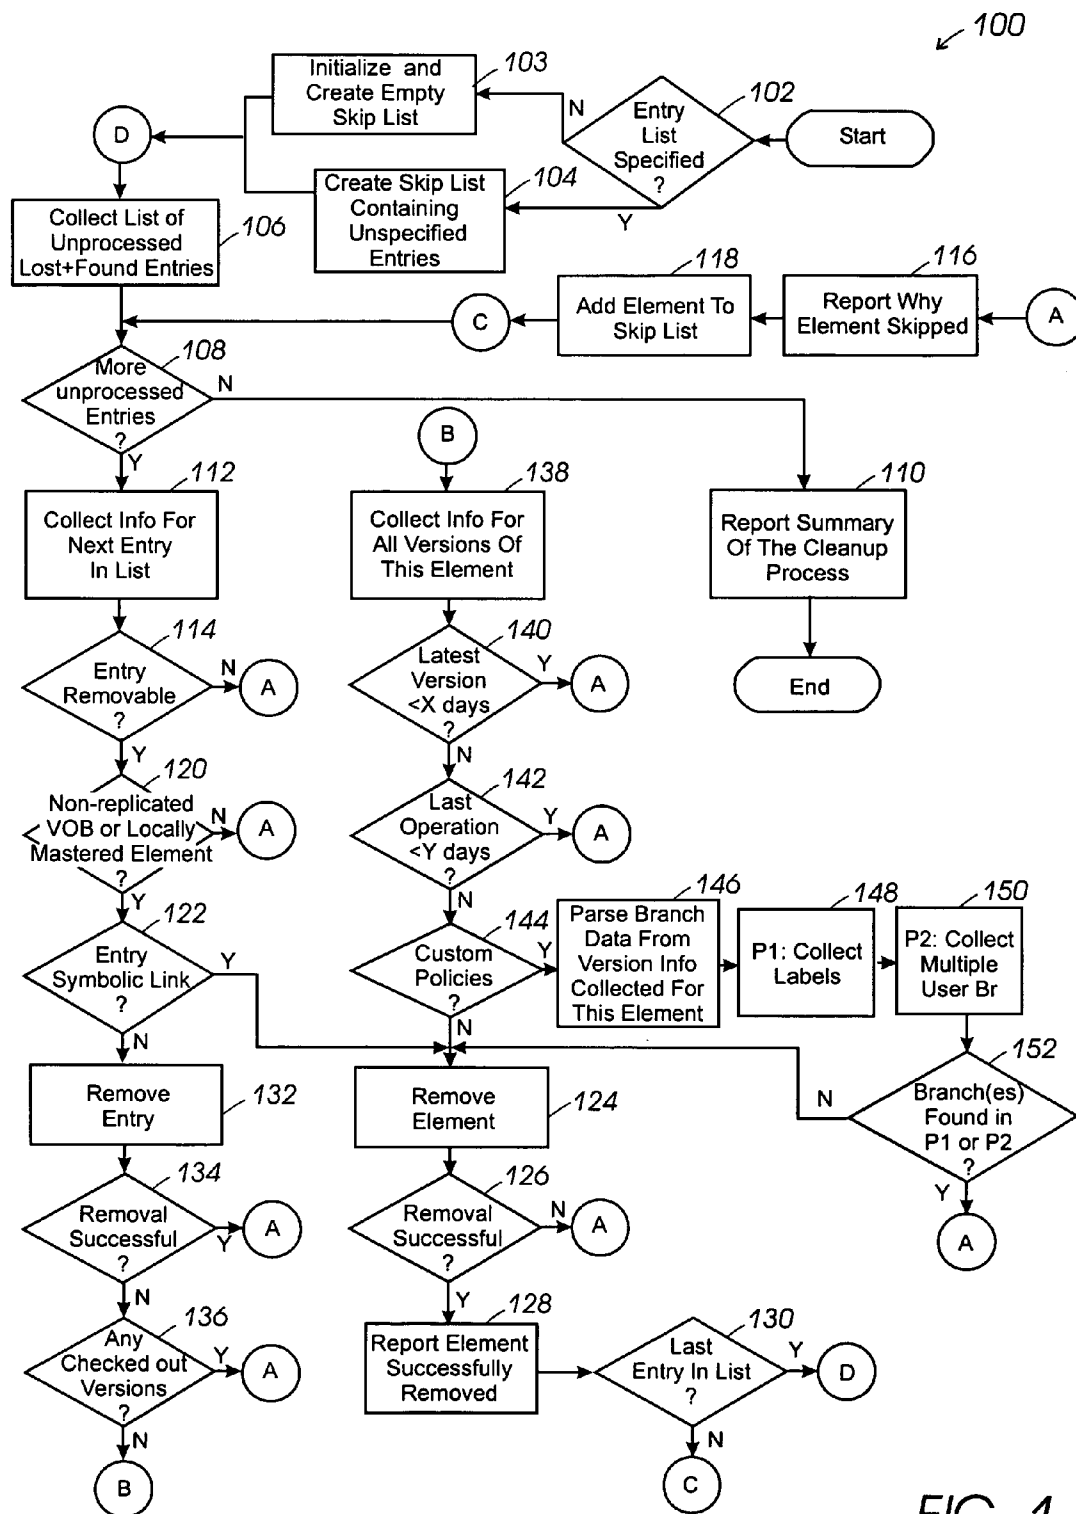 100
Initialize and
Create Empty
Skip List
103
N
Entry
List
Specified
?
102
Start
D
Create Skip List
Containing
Unspecified
Entries
104
Y
Collect List of
Unprocessed
Lost+Found Entries
106
C
Add Element To
Skip List
118
Report Why
Element Skipped
116
A
More
unprocessed
Entries
?
108
N
Y
B
Collect Info For
Next Entry
In List
112
Collect Info For
All Versions Of
This Element
138
Report Summary
Of The Cleanup
Process
110
End
Entry
Removable
?
114
N
A
Y
Latest
Version
<X days
?
140
Y
A
N
Non-replicated
VOB or Locally
Mastered Element
?
120
N
A
Y
Last
Operation
<Y days
?
142
Y
A
N
Entry
Symbolic Link
?
122
Y
N
Custom
Policies
?
144
Y
N
Parse Branch
Data From
Version Info
Collected For
This Element
146
P1: Collect
Labels
148
P2: Collect
Multiple
User Br
150
Branch(es)
Found in
P1 or P2
?
152
N
Y
A
Remove
Entry
132
Remove
Element
124
Removal
Successful
?
134
Y
A
N
Removal
Successful
?
126
N
A
Y
Any
Checked out
Versions
?
136
Y
A
N
B
Report Element
Successfully
Removed
128
Last
Entry In List
?
130
Y
D
N
C